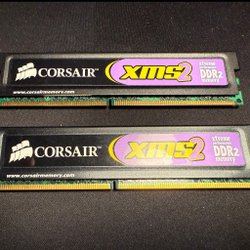 CORSAIR
XMS2
xtreme
performance
DDR2
memory
www.corsairmemory.com
CORSAIR
XMS2
xtreme
performance
DDR2
memory
www.corsairmemory.com